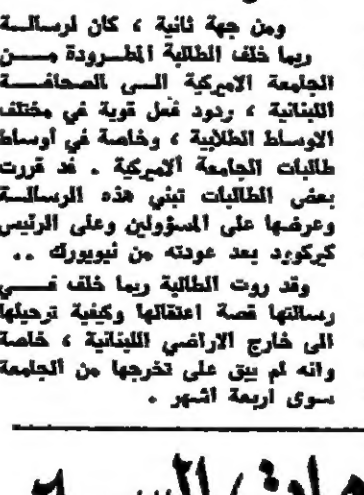 ومن جهة ثانية ، كان لرسالة
ريما خلف الطالبة المطرودة من
الجامعة الاميركية الى الصحافة
اللبنانية ، ردود فعل قوية في مختلف
الاوساط الطلابية ، وخاصة في أوساط
طالبات الجامعة الاميركية . فقد قررت
بعض الطالبات تبني هذه الرسالة
وعرضها على المسؤولين وعلى الرئيس
كيركويد بعد عودته من نيويورك ..
وقد روت الطالبة ريما خلف في
رسالتها قصة اعتقالها وكيفية ترحيلها
الى خارج الاراضي اللبنانية ، خاصة
وانه لم يبق على تخرجها من الجامعة
سوى اربعة اشهر .